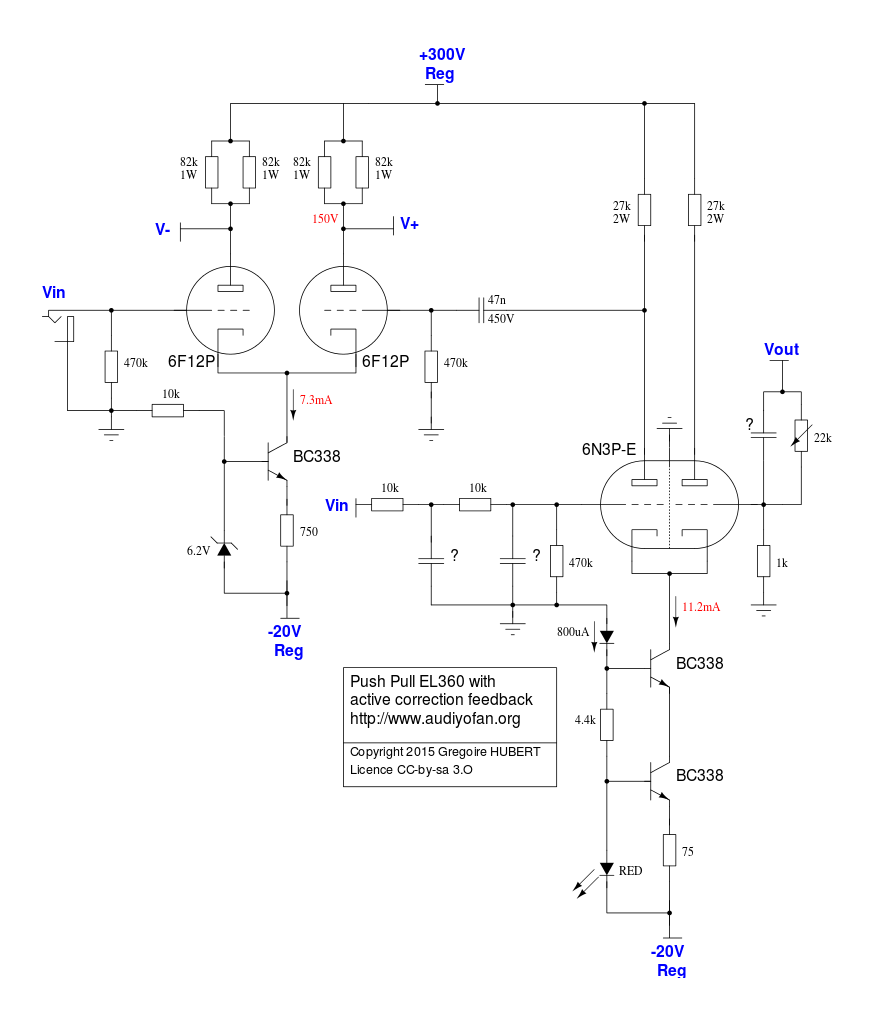 +300V
Reg
82k
1W
82k
1W
82k
1W
82k
1W
27k
2W
27k
2W
150V
V-
V+
Vin
47n
450V
6F12P
6F12P
470k
470k
Vout
10k
7.3mA
?
22k
6N3P-E
BC338
10k
10k
Vin
750
6.2V
?
?
470k
1k
-20V
Reg
11.2mA
800uA
BC338
Push Pull EL360 with
active correction feedback
http://www.audiyofan.org
4.4k
Copyright 2015 Gregoire HUBERT
Licence CC-by-sa 3.O
BC338
75
RED
-20V
Reg